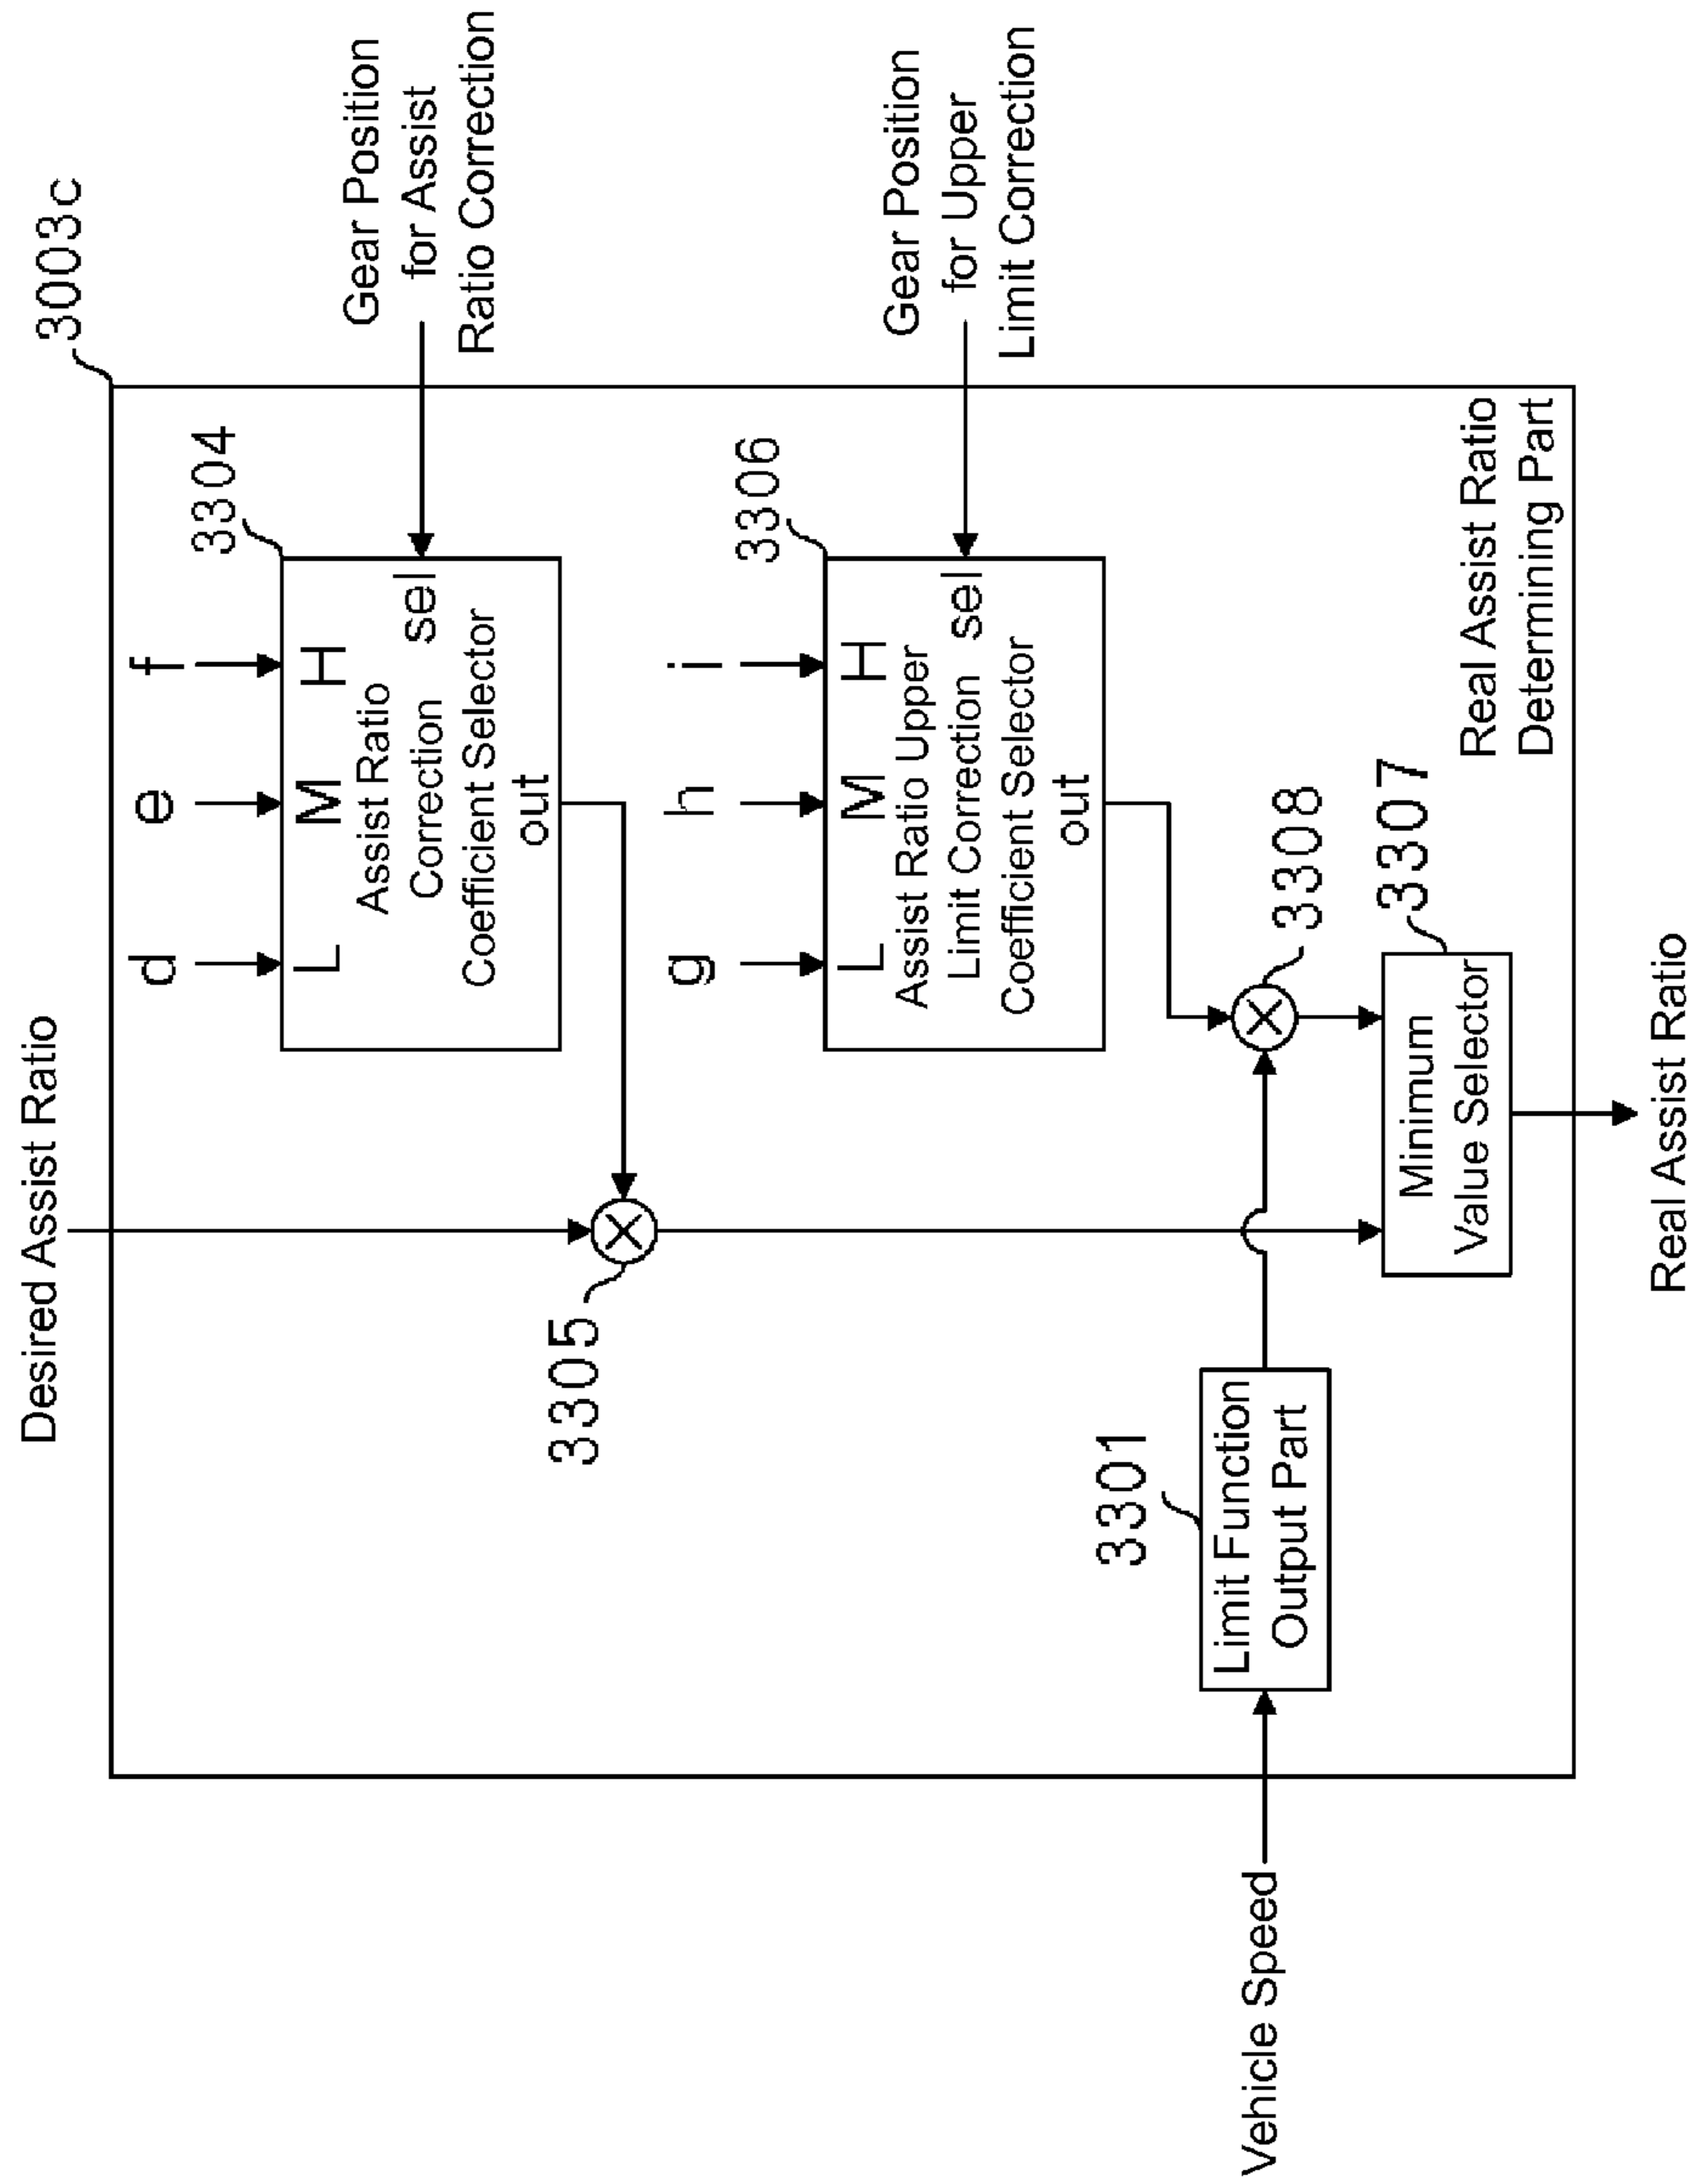 Desired Assist Ratio
3003c
d
e
f
3304
L
M
H
Assist Ratio
Correction
Coefficient Selector
sel
out
Gear Position
for Assist
Ratio Correction
3305
g
h
i
3306
L
M
H
Assist Ratio Upper
Limit Correction
Coefficient Selector
sel
out
Gear Position
for Upper
Limit Correction
Vehicle Speed
3301
Limit Function
Output Part
3308
3307
Minimum
Value Selector
Real Assist Ratio
Determining Part
Real Assist Ratio